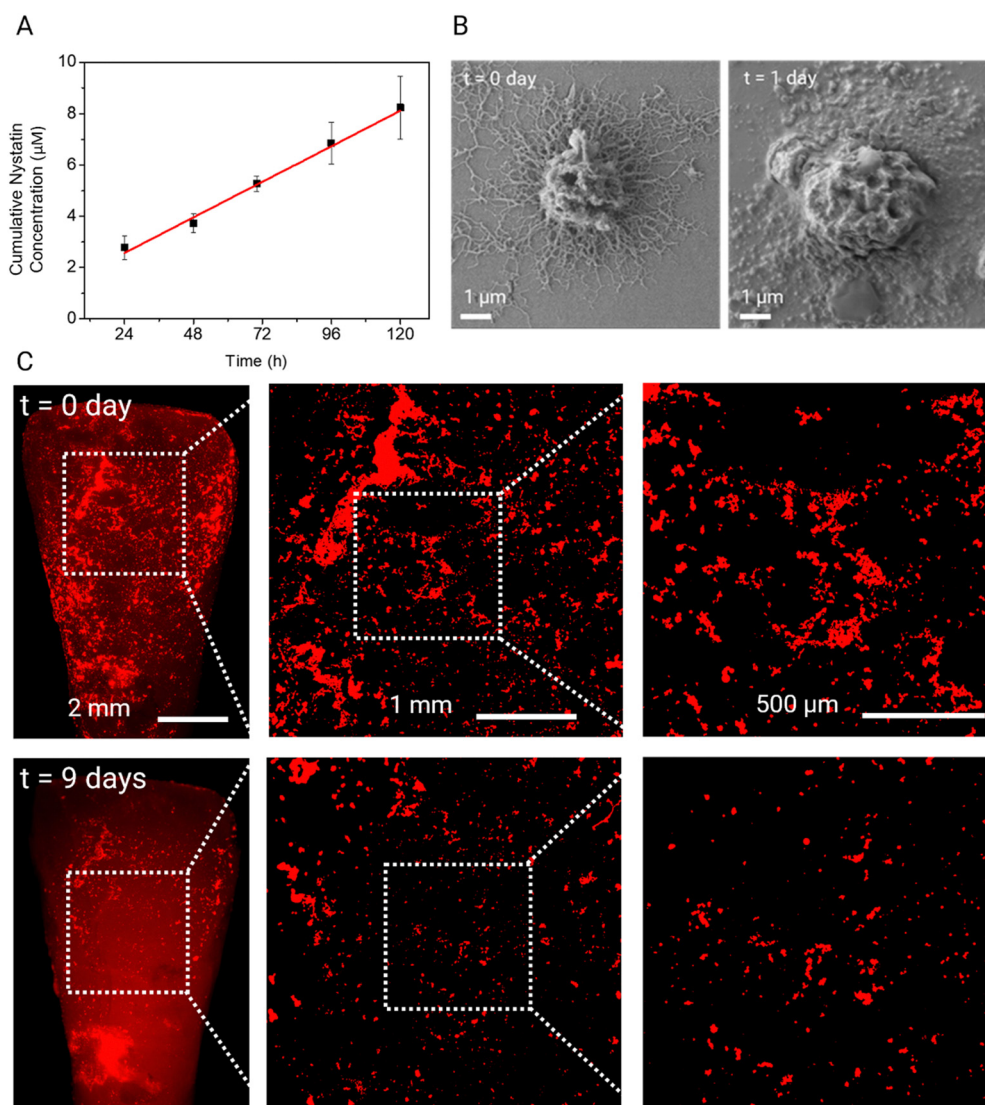 A
B
10
8
6
4
2
0
Cumulative Nystatin
Concentration (µM)
24
48
72
96
120
Time (h)
t = 0 day
1 µm
t = 1 day
1 µm
C
t = 0 day
2 mm
1 mm
500 µm
t = 9 days